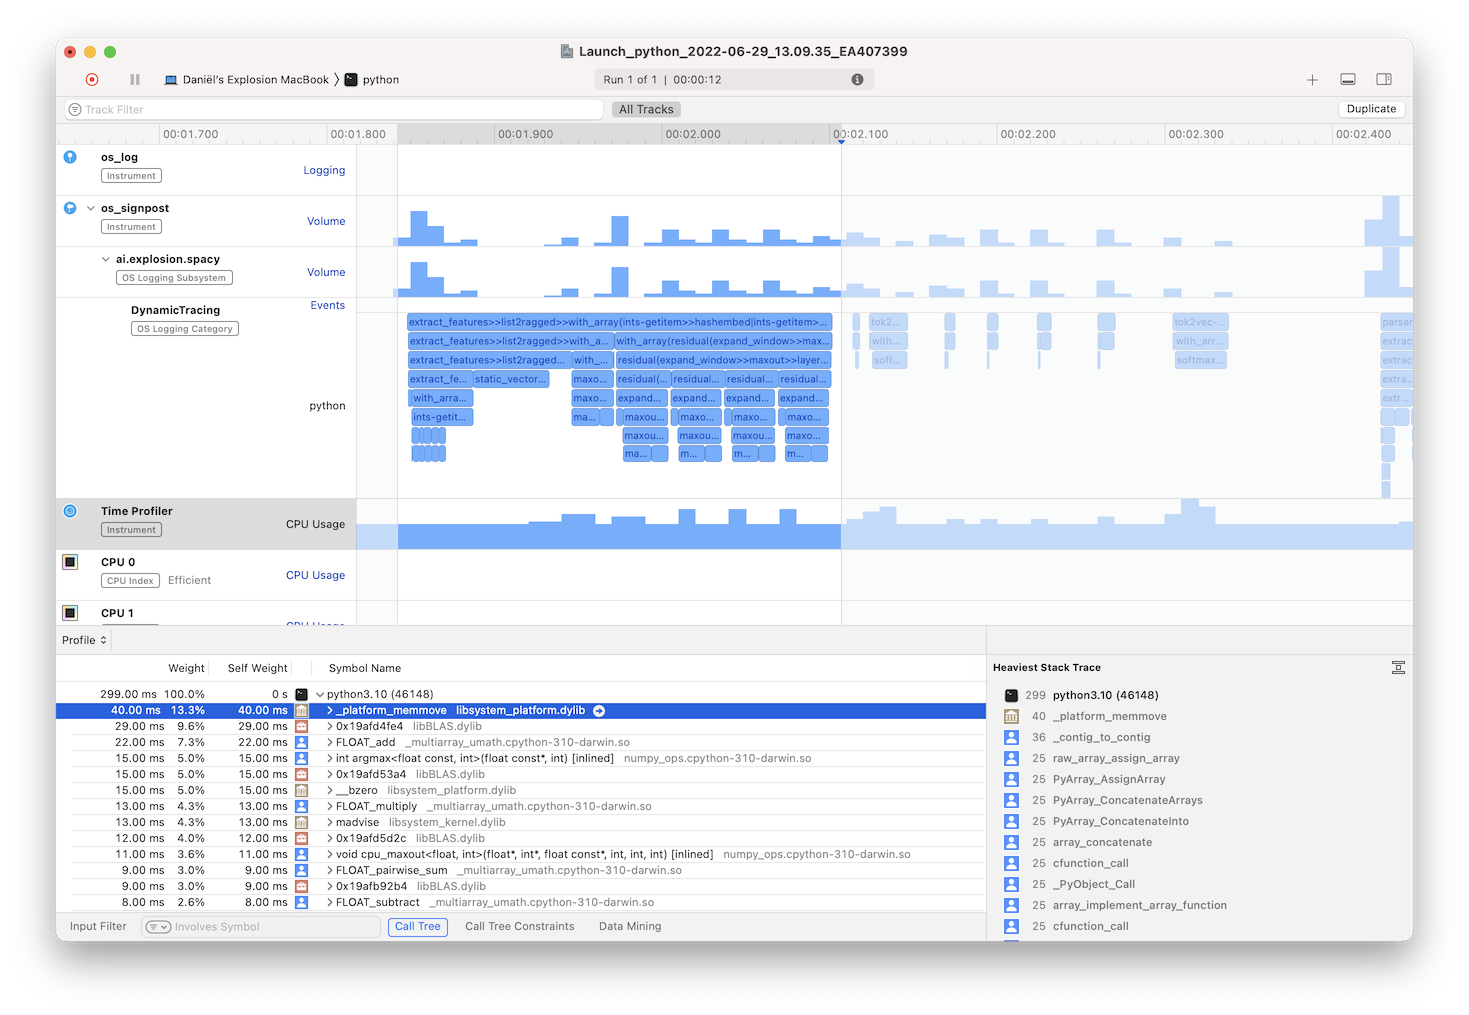 Launch_python_2022-06-29_13.09.35_EA407399
Daniël's Explosion MacBook python
Run 1 of 1 | 00:00:12
Track Filter
All Tracks
Duplicate
00:01.700 00:01.800 00:01.900 00:02.000 00:02.100 00:02.200 00:02.300 00:02.400
os_log
Instrument
Logging
os_signpost
Instrument
Volume
ai.explosion.spacy
OS Logging Subsystem
Volume
DynamicTracing
OS Logging Category
Events
python
extract_features>>list2ragged>>with_array(ints-getitem>>hashembed|ints-getitem>... tok2... tok2vec-... parser
extract_features>>list2ragged>>with_a... with_array(residual(expand_window>>max... with... with_arr... extrac
extract_features>>list2ragged... with_... residual(expand_window>>maxout>>layer... soft... softmax... extrac
extract_fe... static_vector... maxo... residual(... residual... residual... residual... extra...
with_arra... maxo... expand... expand... expand... expand... extr...
ints-getit... ma... maxou... maxo... maxo... maxo...
maxou... maxou... maxou... maxo...
ma... m... m... m...
Time Profiler
Instrument
CPU Usage
CPU 0
CPU Index Efficient
CPU Usage
CPU 1
CPU Usage
Profile
Weight Self Weight Symbol Name
299.00 ms 100.0% 0 s python3.10 (46148)
40.00 ms 13.3% 40.00 ms _platform_memmove libsystem_platform.dylib
29.00 ms 9.6% 29.00 ms 0x19afd4fe4 libBLAS.dylib
22.00 ms 7.3% 22.00 ms FLOAT_add _multiarray_umath.cpython-310-darwin.so
15.00 ms 5.0% 15.00 ms int argmax<float const, int>(float const*, int) [inlined] numpy_ops.cpython-310-darwin.so
15.00 ms 5.0% 15.00 ms 0x19afd53a4 libBLAS.dylib
15.00 ms 5.0% 15.00 ms __bzero libsystem_platform.dylib
13.00 ms 4.3% 13.00 ms FLOAT_multiply _multiarray_umath.cpython-310-darwin.so
13.00 ms 4.3% 13.00 ms madvise libsystem_kernel.dylib
12.00 ms 4.0% 12.00 ms 0x19afd5d2c libBLAS.dylib
11.00 ms 3.6% 11.00 ms void cpu_maxout<float, int>(float*, int*, float const*, int, int, int) [inlined] numpy_ops.cpython-310-darwin.so
9.00 ms 3.0% 9.00 ms FLOAT_pairwise_sum _multiarray_umath.cpython-310-darwin.so
9.00 ms 3.0% 9.00 ms 0x19afb92b4 libBLAS.dylib
8.00 ms 2.6% 8.00 ms FLOAT_subtract _multiarray_umath.cpython-310-darwin.so
Input Filter Involves Symbol Call Tree Call Tree Constraints Data Mining
Heaviest Stack Trace
299 python3.10 (46148)
40 _platform_memmove
36 _contig_to_contig
25 raw_array_assign_array
25 PyArray_AssignArray
25 PyArray_ConcatenateArrays
25 PyArray_ConcatenateInto
25 array_concatenate
25 cfunction_call
25 _PyObject_Call
25 array_implement_array_function
25 cfunction_call